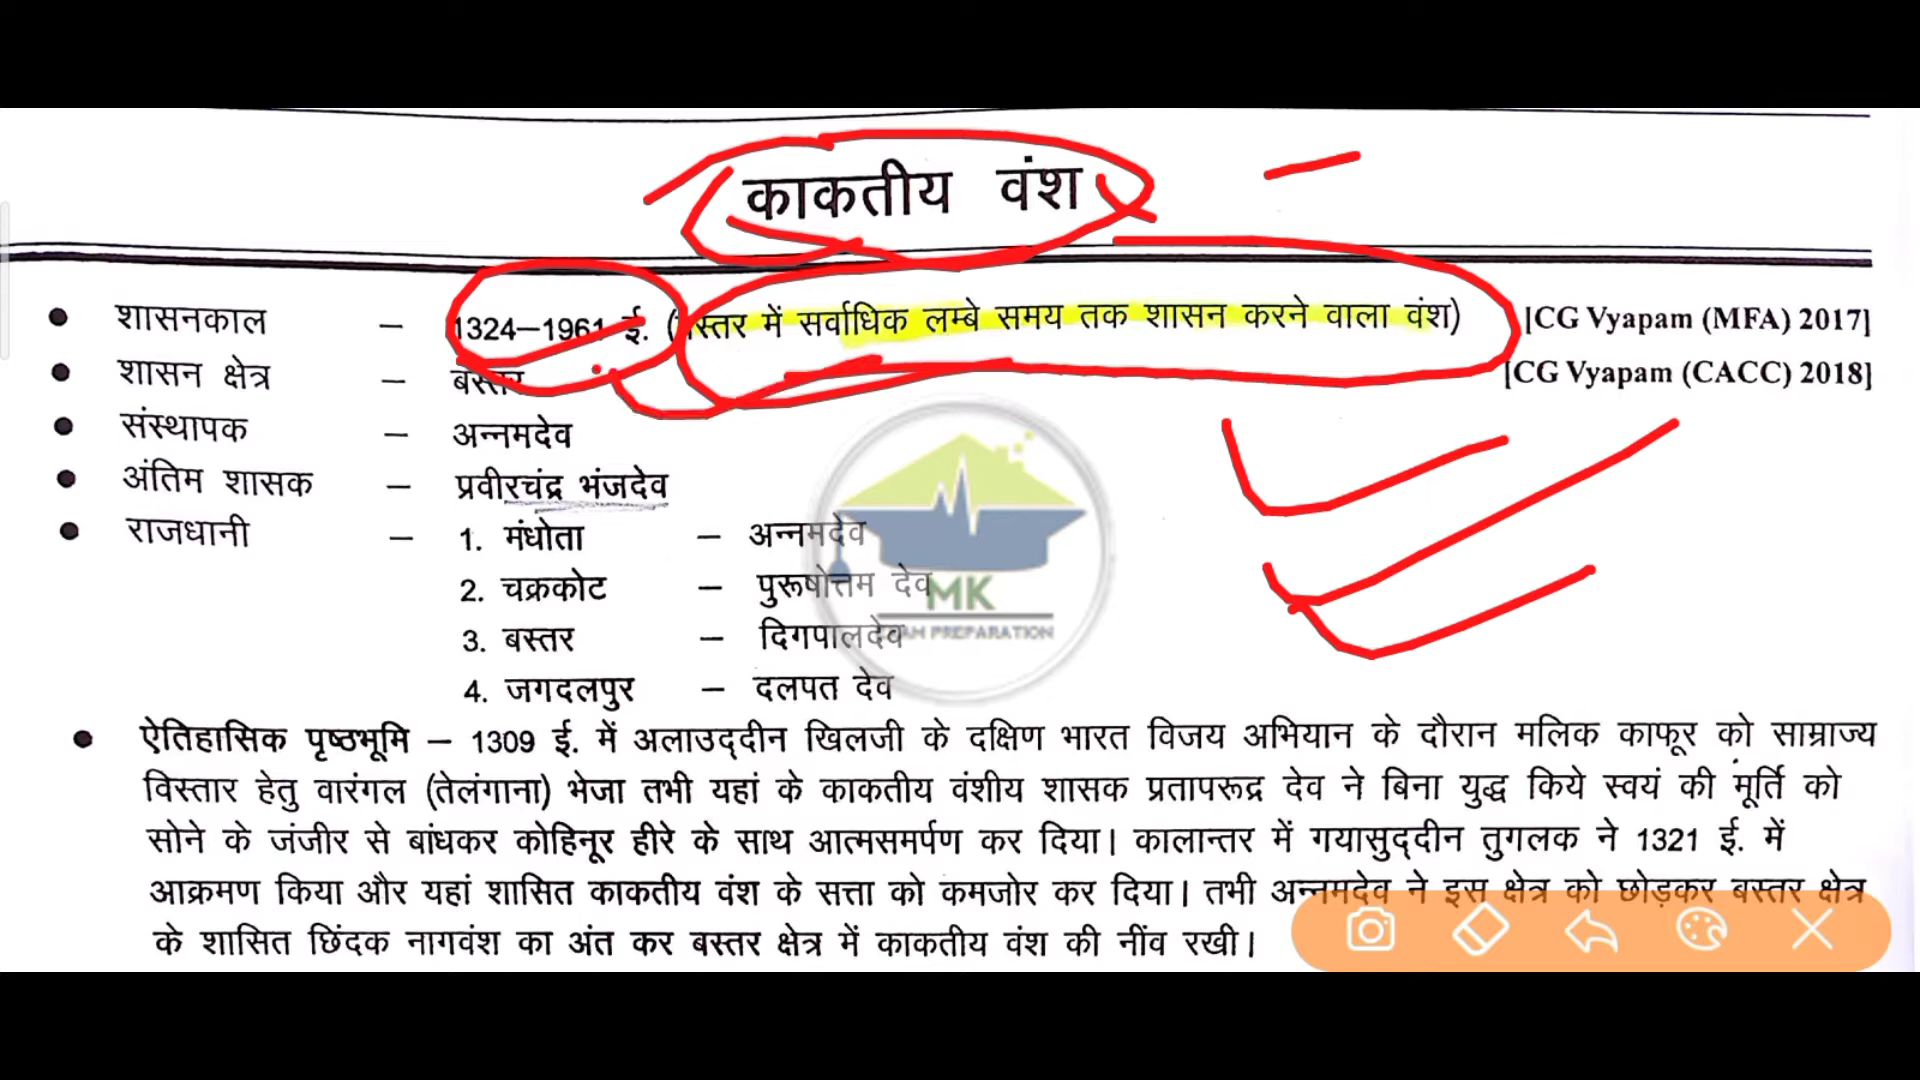 काकतीय वंश
● शासनकाल – 1324–1961 ई. (बस्तर में सर्वाधिक लम्बे समय तक शासन करने वाला वंश) [CG Vyapam (MFA) 2017]
● शासन क्षेत्र – बस्तर [CG Vyapam (CACC) 2018]
● संस्थापक – अन्नमदेव
● अंतिम शासक – प्रवीरचंद्र भंजदेव
● राजधानी – 1. मंधोता – अन्नमदेव
2. चक्रकोट – पुरूषोत्तम देव
3. बस्तर – दिगपालदेव
4. जगदलपुर – दलपत देव
MK
PREPARATION
● ऐतिहासिक पृष्ठभूमि – 1309 ई. में अलाउद्दीन खिलजी के दक्षिण भारत विजय अभियान के दौरान मलिक काफूर को साम्राज्य
विस्तार हेतु वारंगल (तेलंगाना) भेजा तभी यहां के काकतीय वंशीय शासक प्रतापरूद्र देव ने बिना युद्ध किये स्वयं की मूर्ति को
सोने के जंजीर से बांधकर कोहिनूर हीरे के साथ आत्मसमर्पण कर दिया। कालान्तर में गयासुद्दीन तुगलक ने 1321 ई. में
आक्रमण किया और यहां शासित काकतीय वंश के सत्ता को कमजोर कर दिया। तभी अन्नमदेव ने इस क्षेत्र को छोड़कर बस्तर क्षेत्र
के शासित छिंदक नागवंश का अंत कर बस्तर क्षेत्र में काकतीय वंश की नींव रखी।